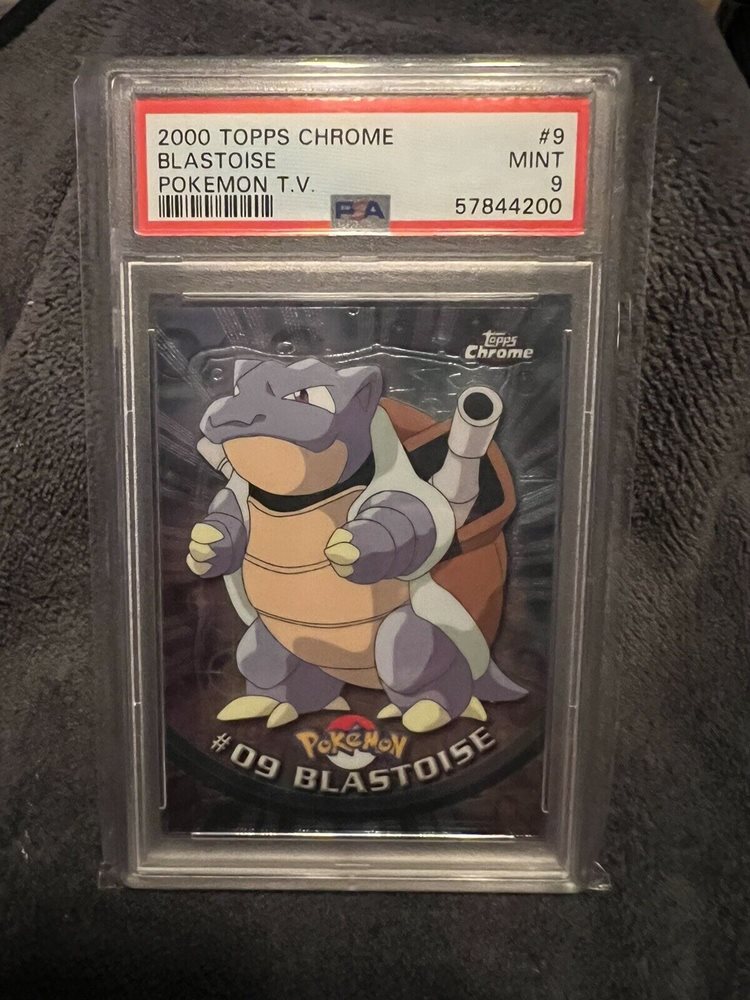 2000 TOPPS CHROME #9
BLASTOISE MINT
POKEMON T.V. 9
PSA 57844200
Topps
Chrome
POKéMON
#09 BLASTOISE